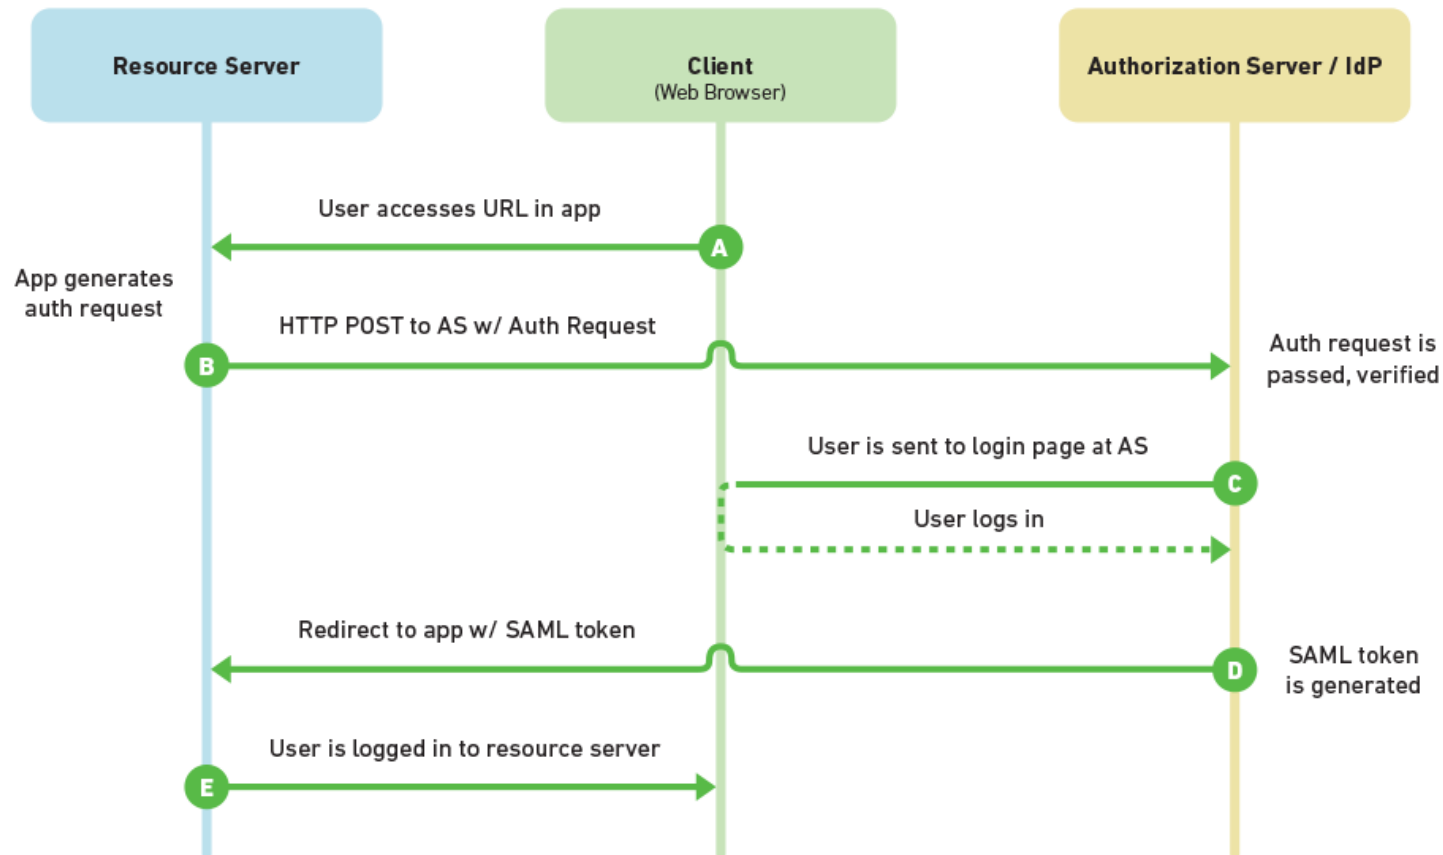 Resource Server
Client
(Web Browser)
Authorization Server / IdP
User accesses URL in app
A
App generates
auth request
HTTP POST to AS w/ Auth Request
B
Auth request is
passed, verified
User is sent to login page at AS
C
User logs in
Redirect to app w/ SAML token
D
SAML token
is generated
User is logged in to resource server
E